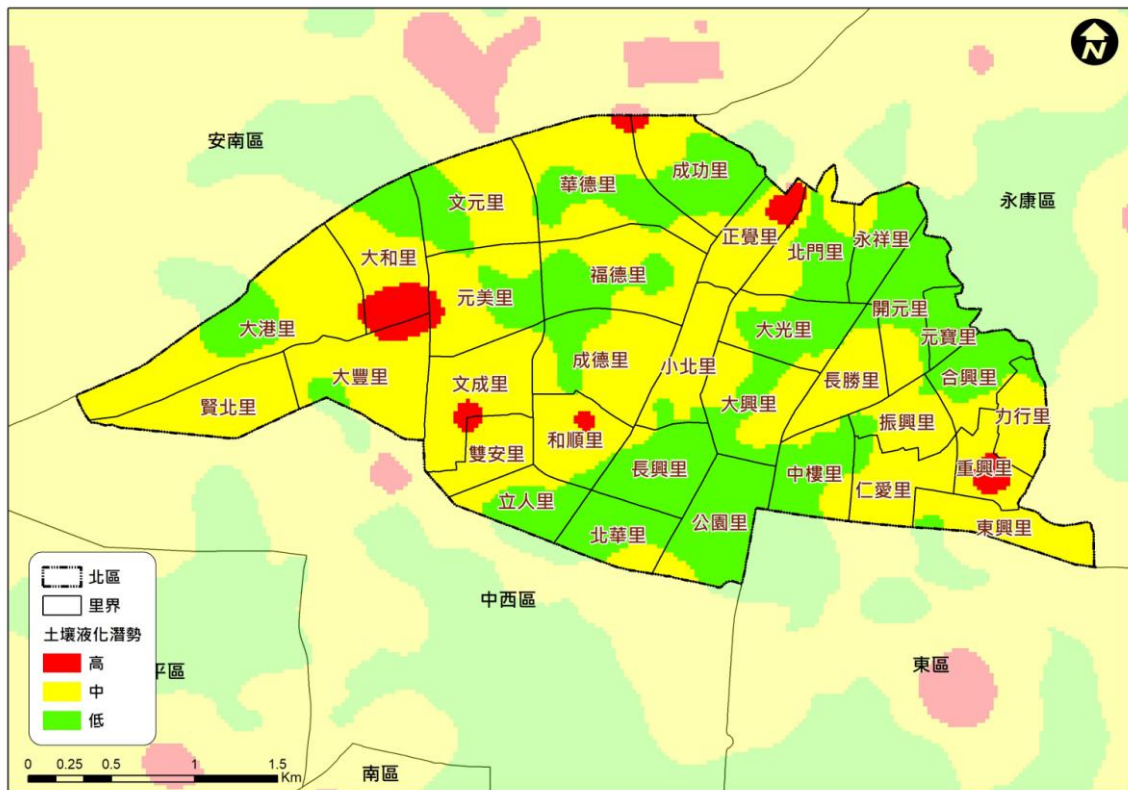 N
安南區
永康區
成功里
華德里
文元里
正覺里
永祥里
北門里
大和里
福德里
元美里
開元里
大港里
大光里
元寶里
成德里
小北里
大豐里
文成里
長勝里
合興里
賢北里
大興里
振興里
力行里
和順里
雙安里
長興里
中樓里
重興里
仁愛里
立人里
公園里
北華里
東興里
中西區
東區
平區
南區
北區
里界
土壤液化潛勢
高
中
低
0 0.25 0.5 1 1.5
Km